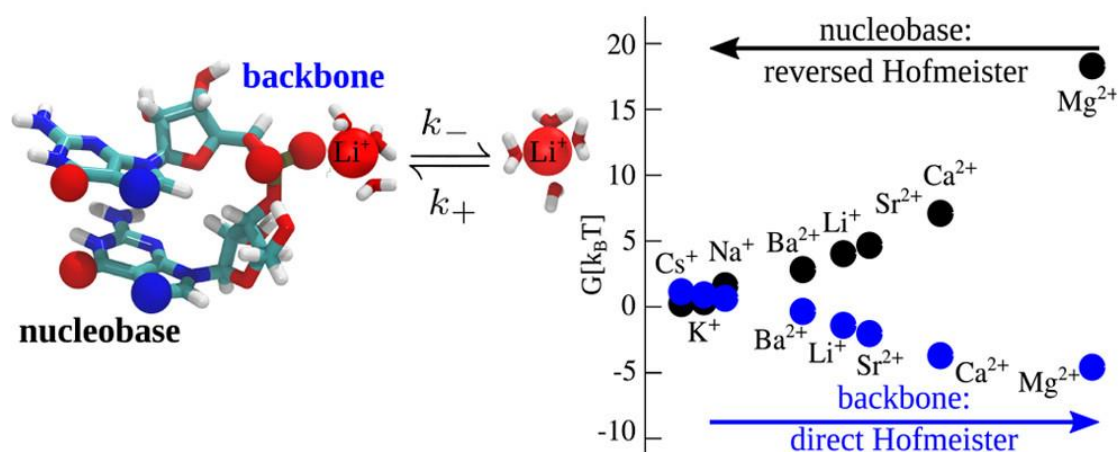 backbone
Li⁺
k₋
k₊
Li⁺
nucleobase
G[k_BT]
20
15
10
5
0
-5
-10
nucleobase:
reversed Hofmeister
Mg²⁺
Ca²⁺
Sr²⁺
Li⁺
Ba²⁺
Na⁺
Cs⁺
K⁺
Ba²⁺
Li⁺
Sr²⁺
Ca²⁺
Mg²⁺
backbone:
direct Hofmeister